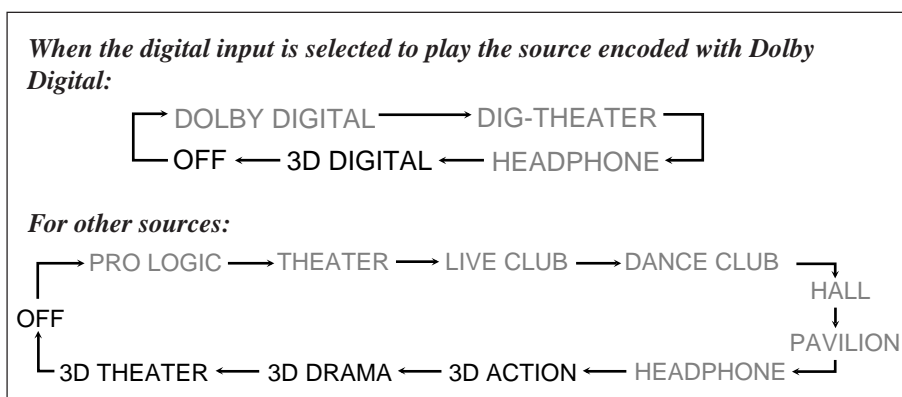 When the digital input is selected to play the source encoded with Dolby
Digital:
DOLBY DIGITAL DIG-THEATER
OFF 3D DIGITAL HEADPHONE
For other sources:
PRO LOGIC THEATER LIVE CLUB DANCE CLUB
HALL
OFF
PAVILION
3D THEATER 3D DRAMA 3D ACTION HEADPHONE